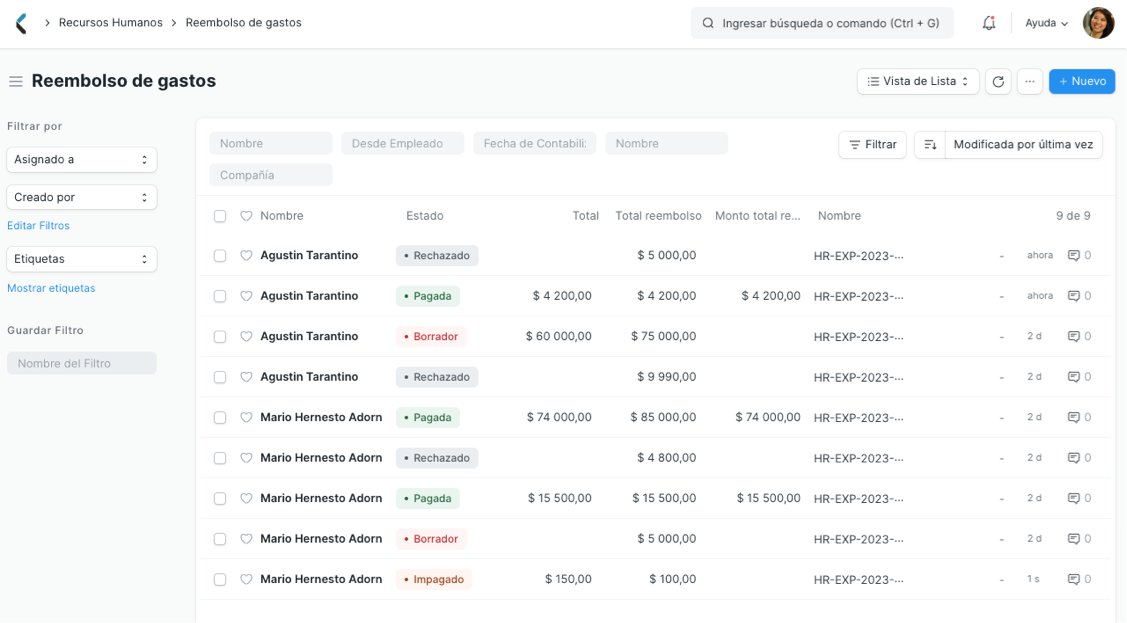 Recursos Humanos Reembolso de gastos Ingresar búsqueda o comando (Ctrl + G) Ayuda
Reembolso de gastos Vista de Lista ··· + Nuevo
Filtrar por
Asignado a
Creado por
Editar Filtros
Etiquetas
Mostrar etiquetas
Guardar Filtro
Nombre del Filtro
Nombre Desde Empleado Fecha de Contabili: Nombre Filtrar Modificada por última vez
Compañía
Nombre Estado Total Total reembolso Monto total re... Nombre 9 de 9
Agustin Tarantino • Rechazado $ 5 000,00 HR-EXP-2023-··· - ahora 0
Agustin Tarantino • Pagada $ 4 200,00 $ 4 200,00 $ 4 200,00 HR-EXP-2023-··· - ahora 0
Agustin Tarantino • Borrador $ 60 000,00 $ 75 000,00 HR-EXP-2023-··· - 2 d 0
Agustin Tarantino • Rechazado $ 9 990,00 HR-EXP-2023-··· - 2 d 0
Mario Hernesto Adorn • Pagada $ 74 000,00 $ 85 000,00 $ 74 000,00 HR-EXP-2023-··· - 2 d 0
Mario Hernesto Adorn • Rechazado $ 4 800,00 HR-EXP-2023-··· - 2 d 0
Mario Hernesto Adorn • Pagada $ 15 500,00 $ 15 500,00 $ 15 500,00 HR-EXP-2023-··· - 2 d 0
Mario Hernesto Adorn • Borrador $ 5 000,00 HR-EXP-2023-··· - 2 d 0
Mario Hernesto Adorn • Impagado $ 150,00 $ 100,00 HR-EXP-2023-··· - 1 s 0